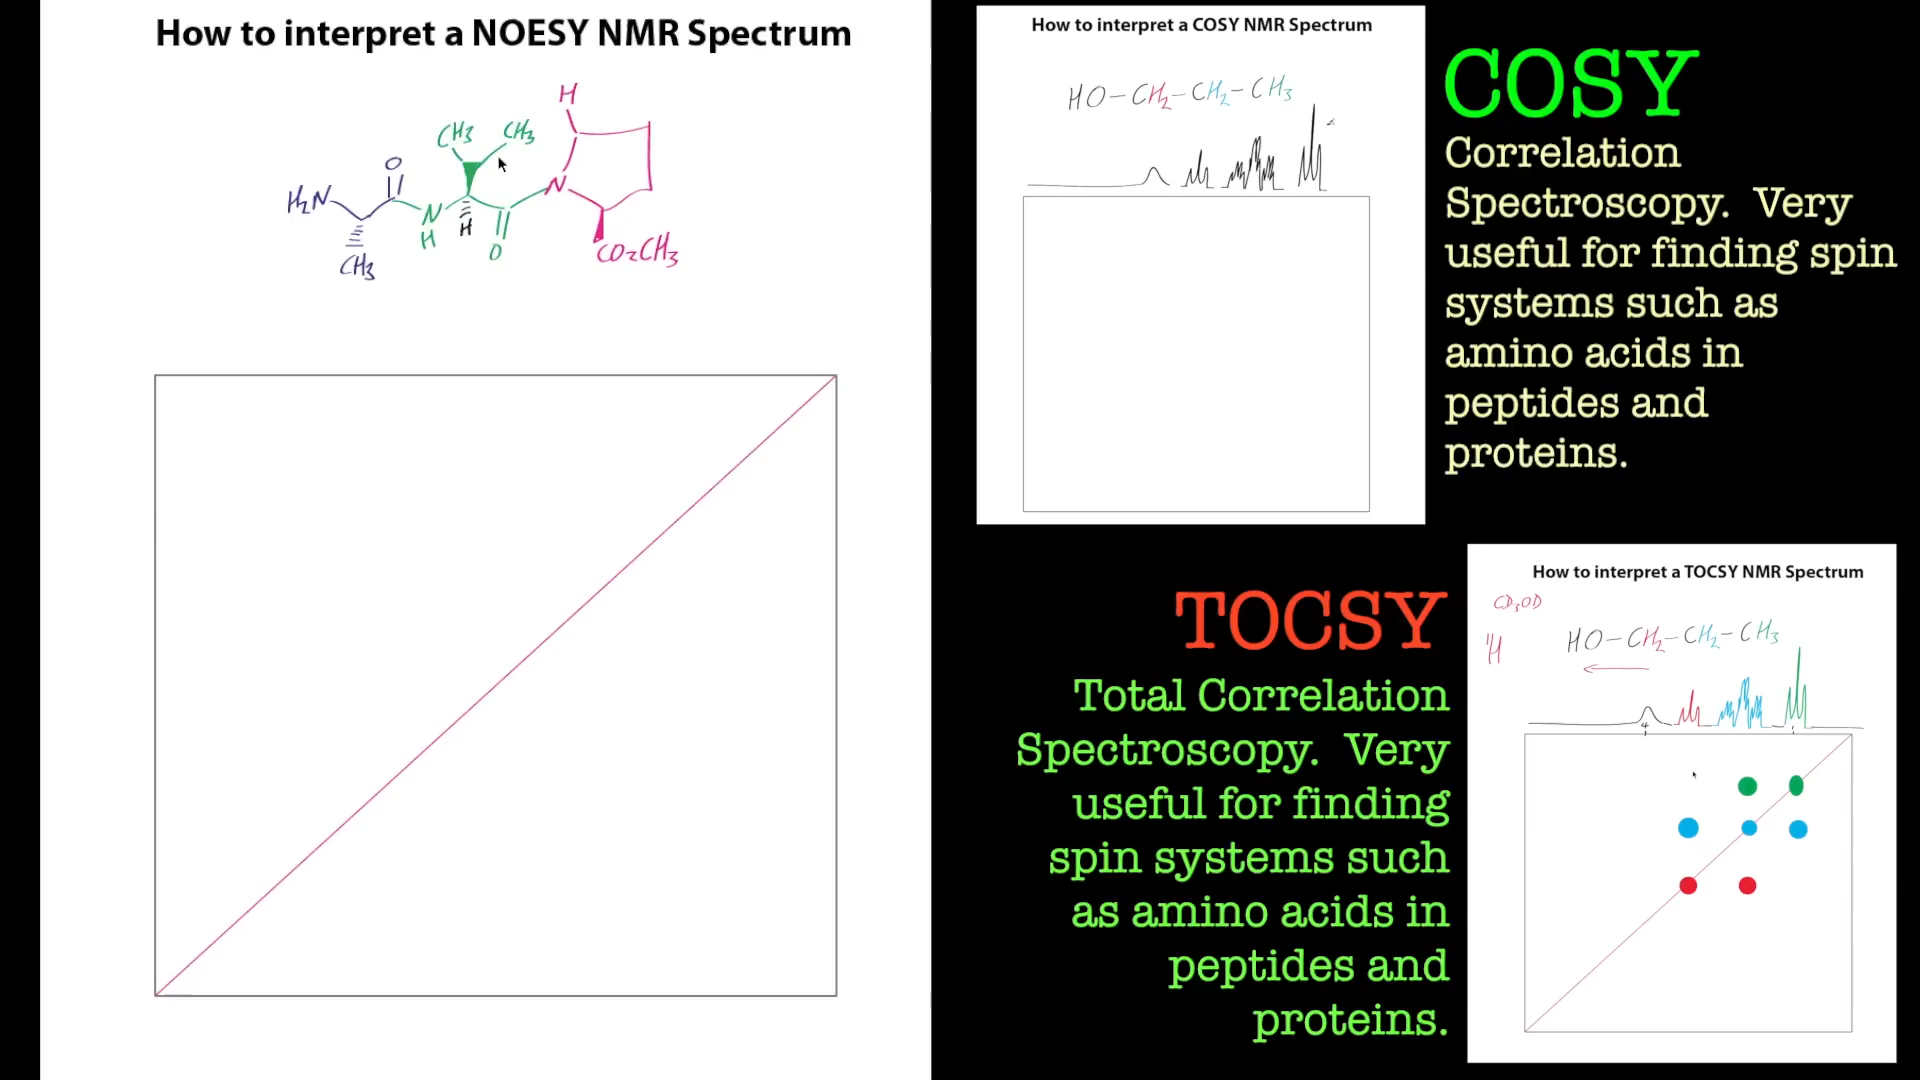 How to interpret a NOESY NMR Spectrum
H
CH3
CH3
O
H2N
N
N
H
H
CH3
O
CO2CH3
How to interpret a COSY NMR Spectrum
HO-CH2-CH2-CH3
COSY
Correlation
Spectroscopy. Very
useful for finding spin
systems such as
amino acids in
peptides and
proteins.
TOCSY
Total Correlation
Spectroscopy. Very
useful for finding
spin systems such
as amino acids in
peptides and
proteins.
How to interpret a TOCSY NMR Spectrum
CD3OD
1H
HO-CH2-CH2-CH3
4